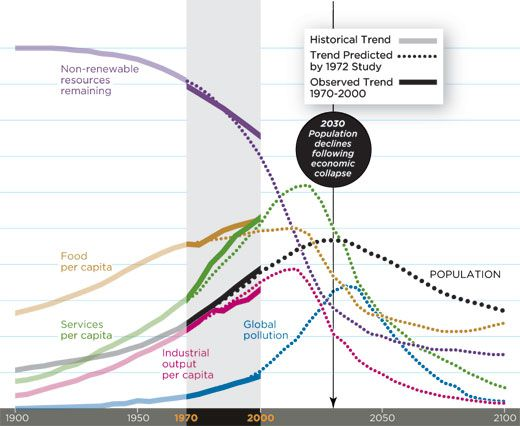 Historical Trend
Trend Predicted
by 1972 Study
Observed Trend
1970-2000
Non-renewable
resources
remaining
2030
Population
declines
following
economic
collapse
Food
per capita
POPULATION
Services
per capita
Global
pollution
Industrial
output
per capita
1900
1950
1970
2000
2050
2100